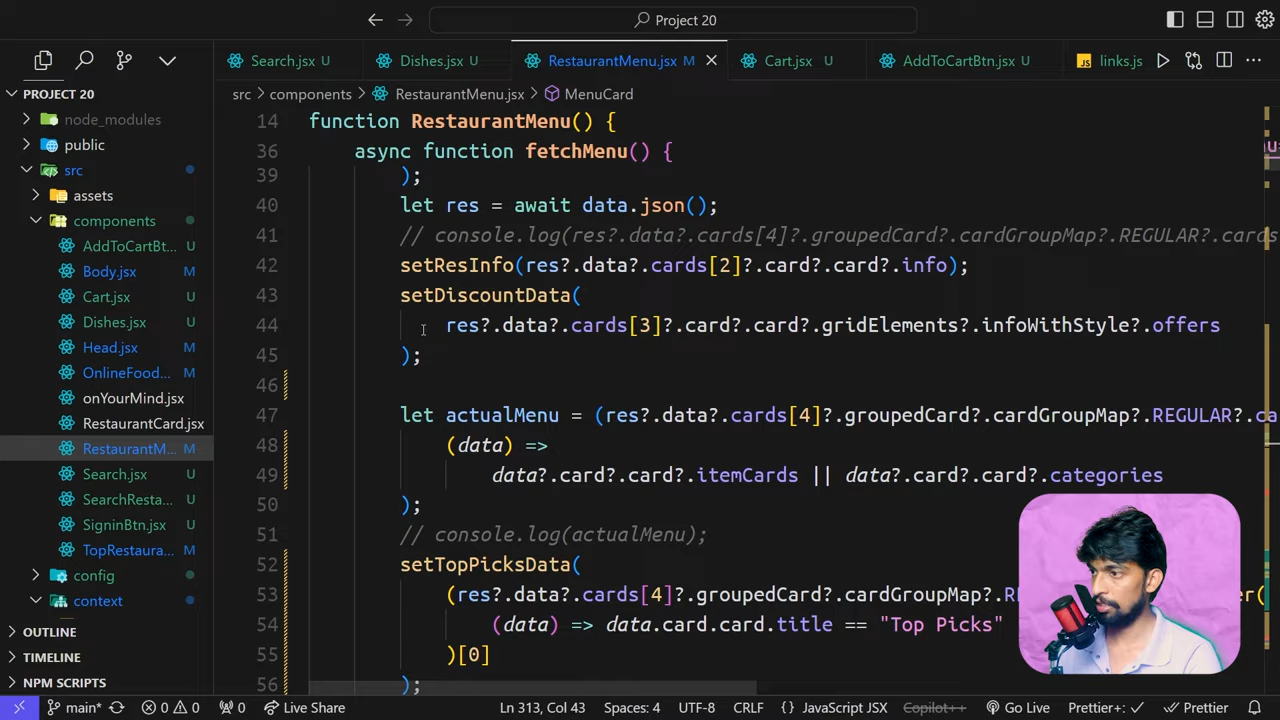 Project 20
Search.jsx U
Dishes.jsx U
RestaurantMenu.jsx M
Cart.jsx U
AddToCartBtn.jsx U
JS links.js
PROJECT 20
node_modules
public
src
assets
components
AddToCartBt... U
Body.jsx M
Cart.jsx U
Dishes.jsx U
Head.jsx M
OnlineFood... M
onYourMind.jsx
RestaurantCard.jsx
RestaurantM... M
Search.jsx U
SearchResta... U
SigninBtn.jsx U
TopRestaura... M
config
context
OUTLINE
TIMELINE
NPM SCRIPTS
src > components > RestaurantMenu.jsx > MenuCard
14 function RestaurantMenu() {
36 async function fetchMenu() {
39 );
40 let res = await data.json();
41 // console.log(res?.data?.cards[4]?.groupedCard?.cardGroupMap?.REGULAR?.cards
42 setResInfo(res?.data?.cards[2]?.card?.card?.info);
43 setDiscountData(
44 res?.data?.cards[3]?.card?.card?.gridElements?.infoWithStyle?.offers
45 );
46
47 let actualMenu = (res?.data?.cards[4]?.groupedCard?.cardGroupMap?.REGULAR?.ca
48 (data) =>
49 data?.card?.card?.itemCards || data?.card?.card?.categories
50 );
51 // console.log(actualMenu);
52 setTopPicksData(
53 (res?.data?.cards[4]?.groupedCard?.cardGroupMap?.R
54 (data) => data.card.card.title == "Top Picks"
55 )[0]
56 );
main* 0 0 0 Live Share Ln 313, Col 43 Spaces: 4 UTF-8 CRLF {} JavaScript JSX Copilot++ Go Live Prettier+: Prettier